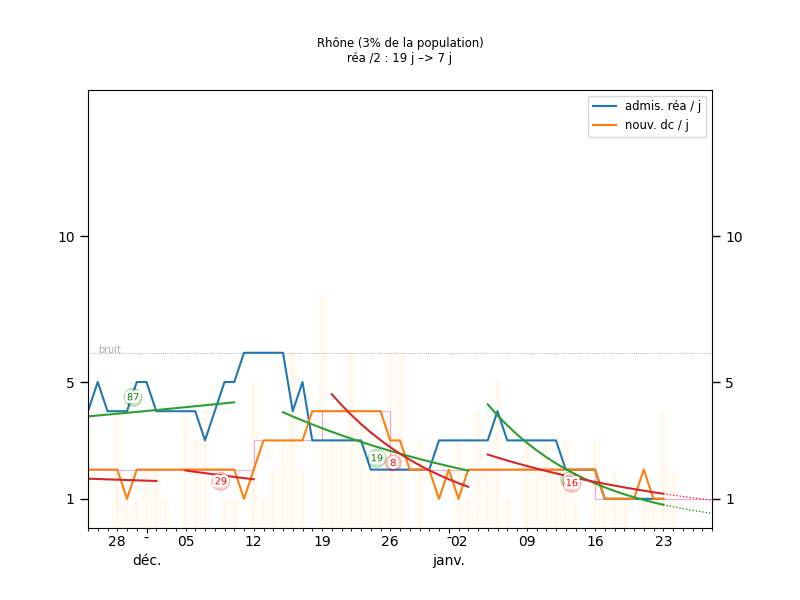 Rhône (3% de la population)
réa /2 : 19 j –> 7 j
admis. réa / j
nouv. dc / j
10
10
bruit
5
5
87
19
8
29
16
1
1
28
05
12
19
26
02
09
16
23
déc.
janv.